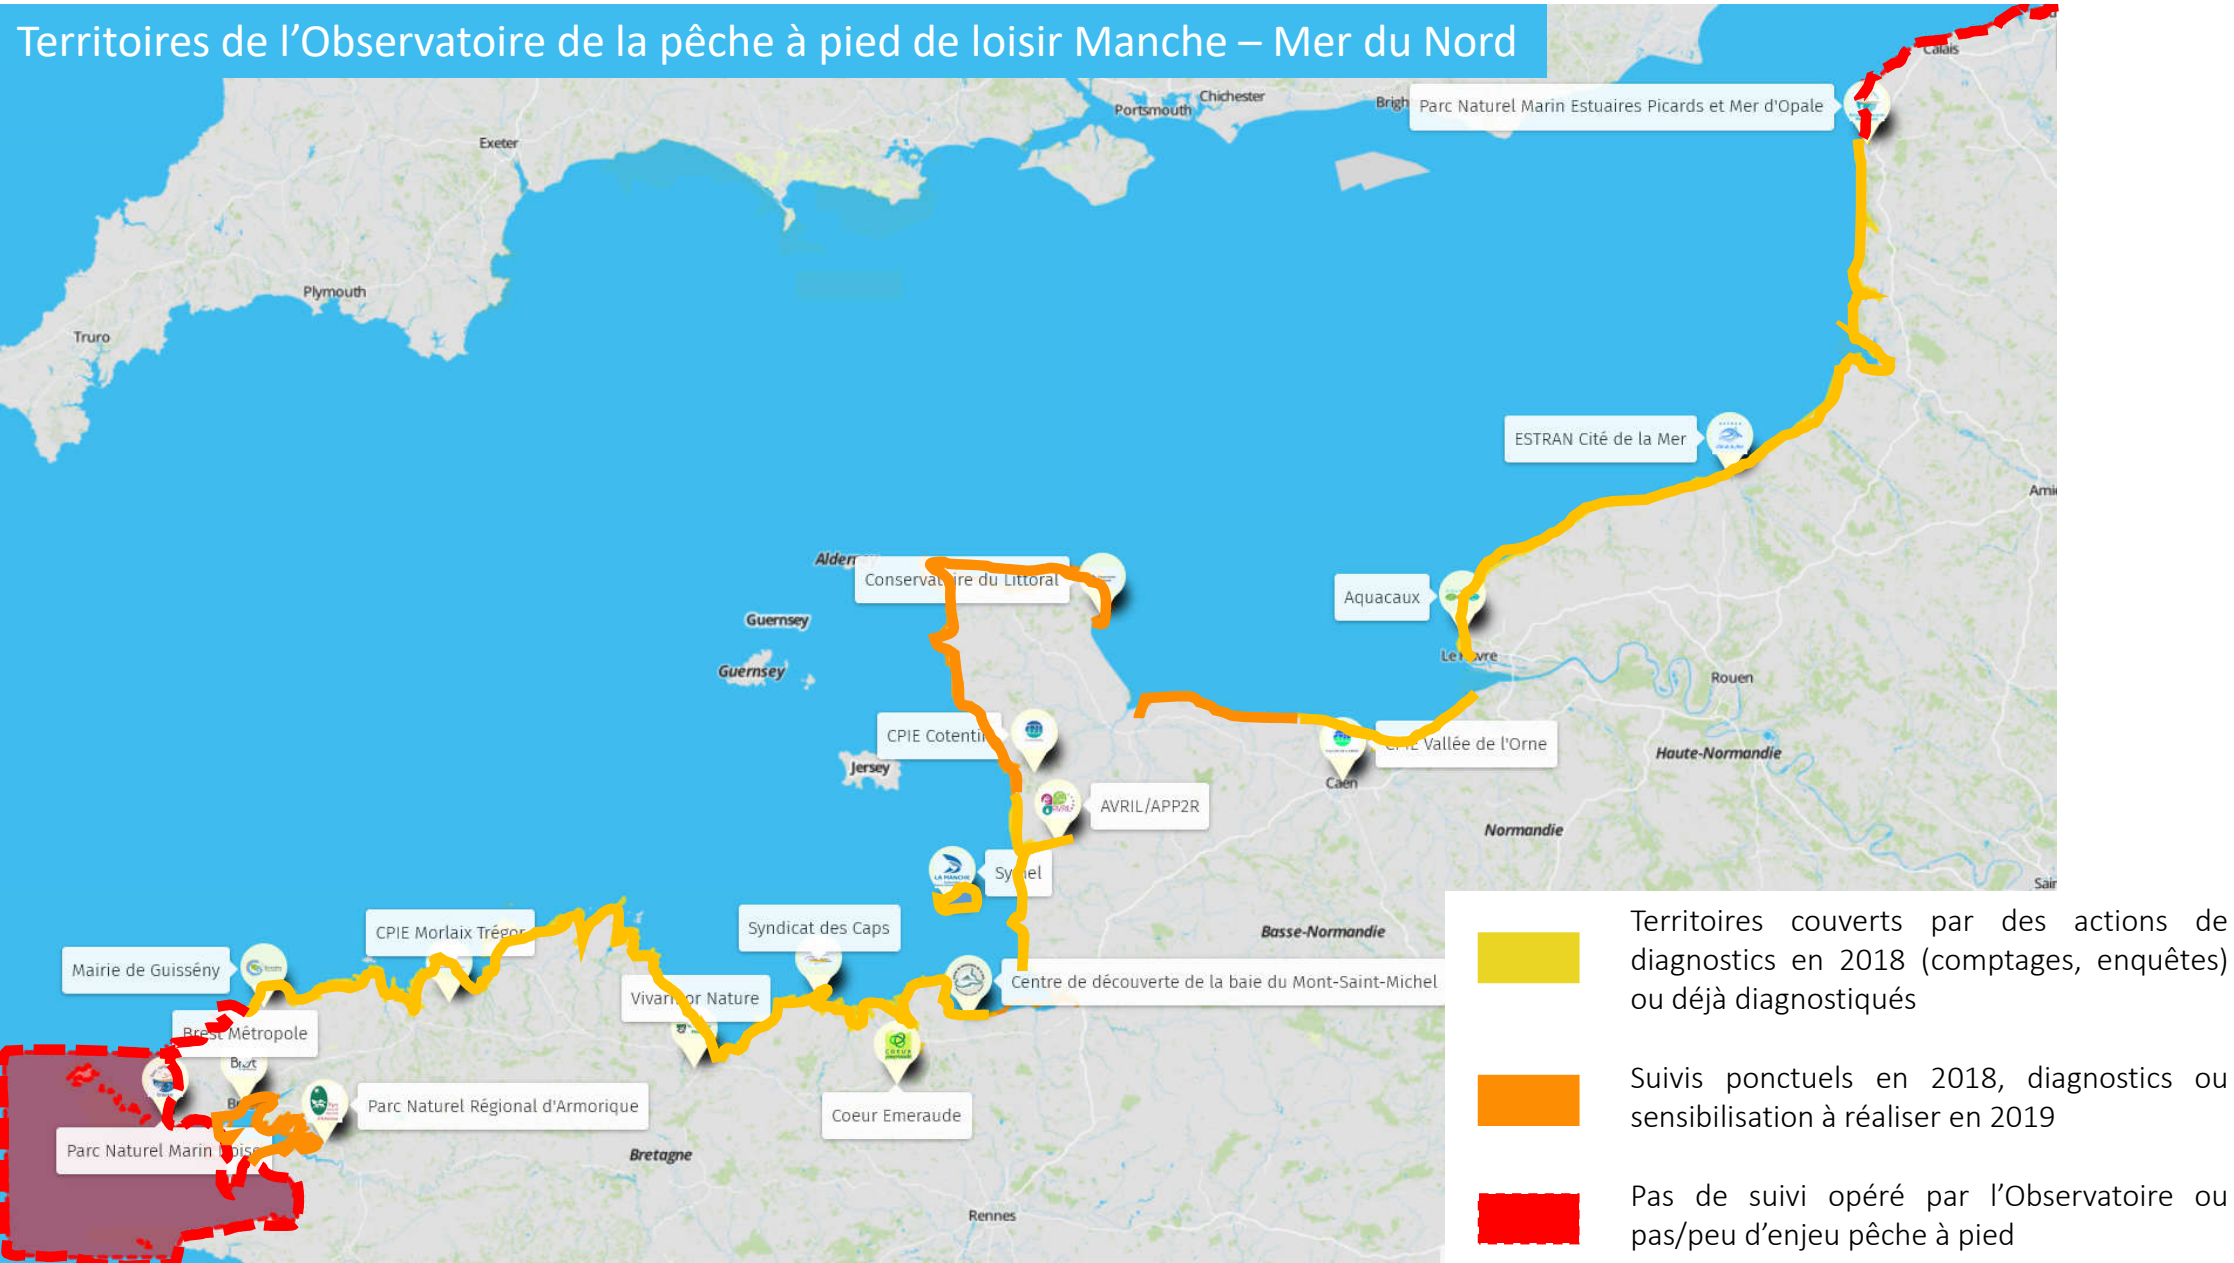 Territoires de l’Observatoire de la pêche à pied de loisir Manche – Mer du Nord
Calais
Chichester
Portsmouth
Brigh
Parc Naturel Marin Estuaires Picards et Mer d'Opale
Exeter
Plymouth
Truro
ESTRAN Cité de la Mer
Ami
Conservatoire du Littoral
Aquacaux
Guernsey
Guernsey
Rouen
CPIE Cotentin
CPIE Vallée de l'Orne
Haute-Normandie
Jersey
Caen
AVRIL/APP2R
Normandie
LA MANCHE
Sair
Syndicat des Caps
CPIE Morlaix Trégor
Basse-Normandie
Mairie de Guissény
Centre de découverte de la baie du Mont-Saint-Michel
Vivarmor Nature
Brest Métropole
Brest
COEUR
Parc Naturel Régional d'Armorique
Coeur Emeraude
Parc Naturel Marin
Bretagne
Rennes
Territoires couverts par des actions de
diagnostics en 2018 (comptages, enquêtes)
ou déjà diagnostiqués
Suivis ponctuels en 2018, diagnostics ou
sensibilisation à réaliser en 2019
Pas de suivi opéré par l’Observatoire ou
pas/peu d’enjeu pêche à pied